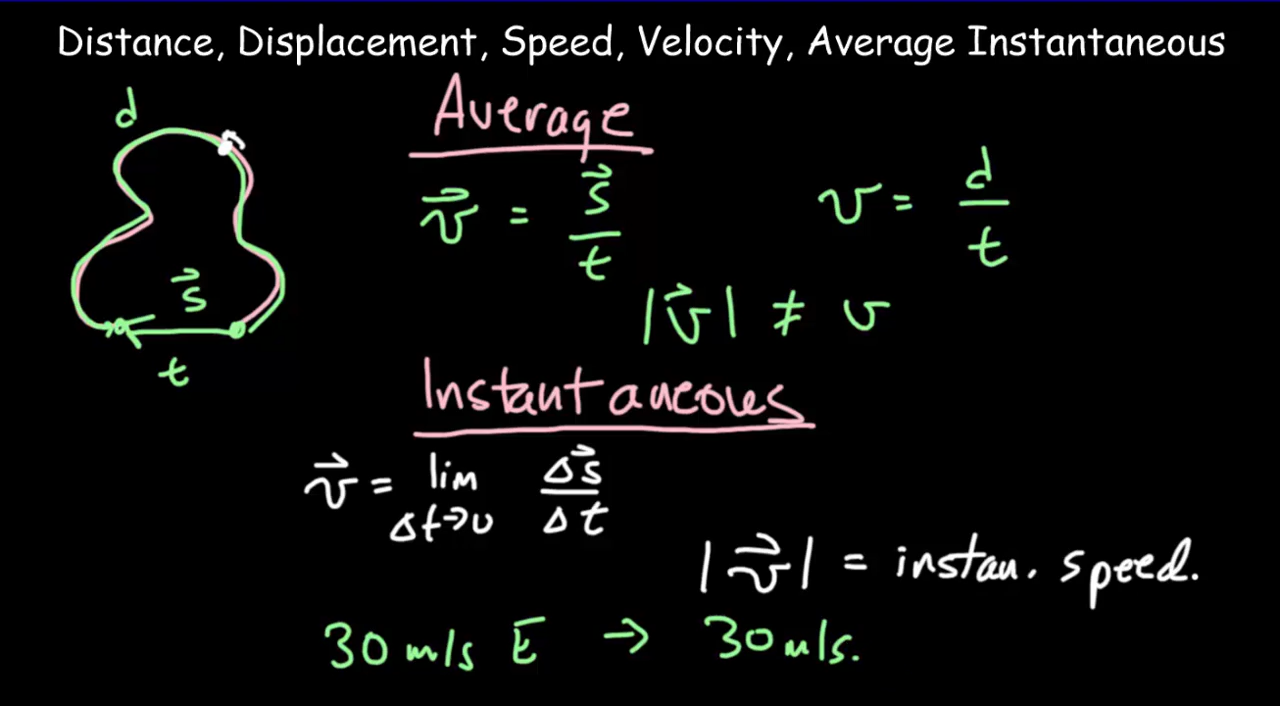 Distance, Displacement, Speed, Velocity, Average Instantaneous
d
Average
v⃗ = s⃗ / t
v = d / t
s⃗
t
|v⃗| ≠ v
Instantaneous
v⃗ = lim Δt→0 Δs⃗ / Δt
|v⃗| = instan. speed.
30 m/s E → 30 m/s.